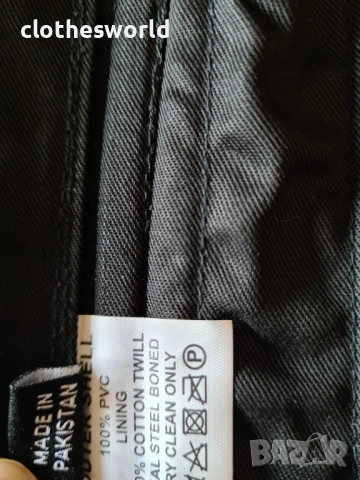 clothesworld
MADE IN
PAKISTAN
OUTER SHELL
100% PVC
LINING
0% COTTON TWILL
AL STEEL BONED
RY CLEAN ONLY
P
BAZAR